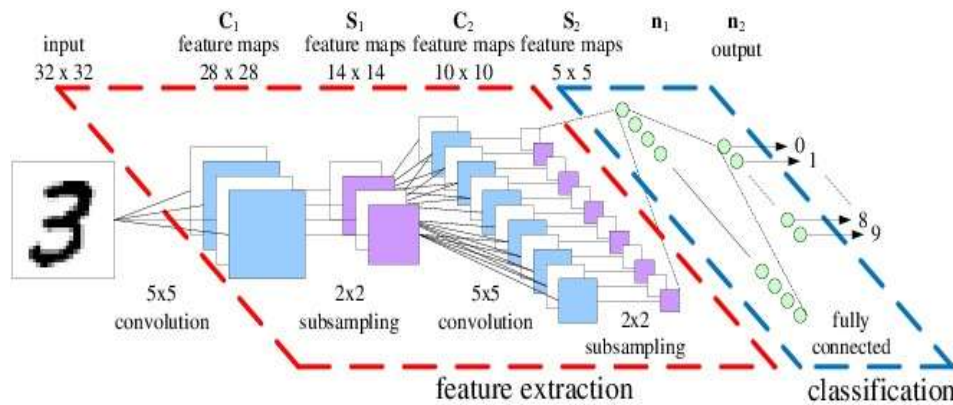 C₁ S₁ C₂ S₂ n₁ n₂
input feature maps feature maps feature maps feature maps output
32 x 32 28 x 28 14 x 14 10 x 10 5 x 5
0
1
8
9
5x5 2x2 5x5 2x2 fully
convolution subsampling convolution subsampling connected
feature extraction classification